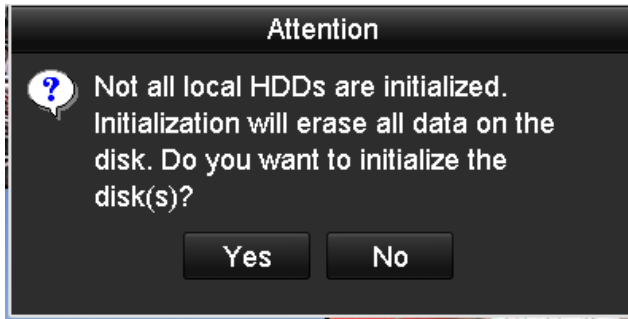 Attention
?
Not all local HDDs are initialized.
Initialization will erase all data on the
disk. Do you want to initialize the
disk(s)?
Yes No